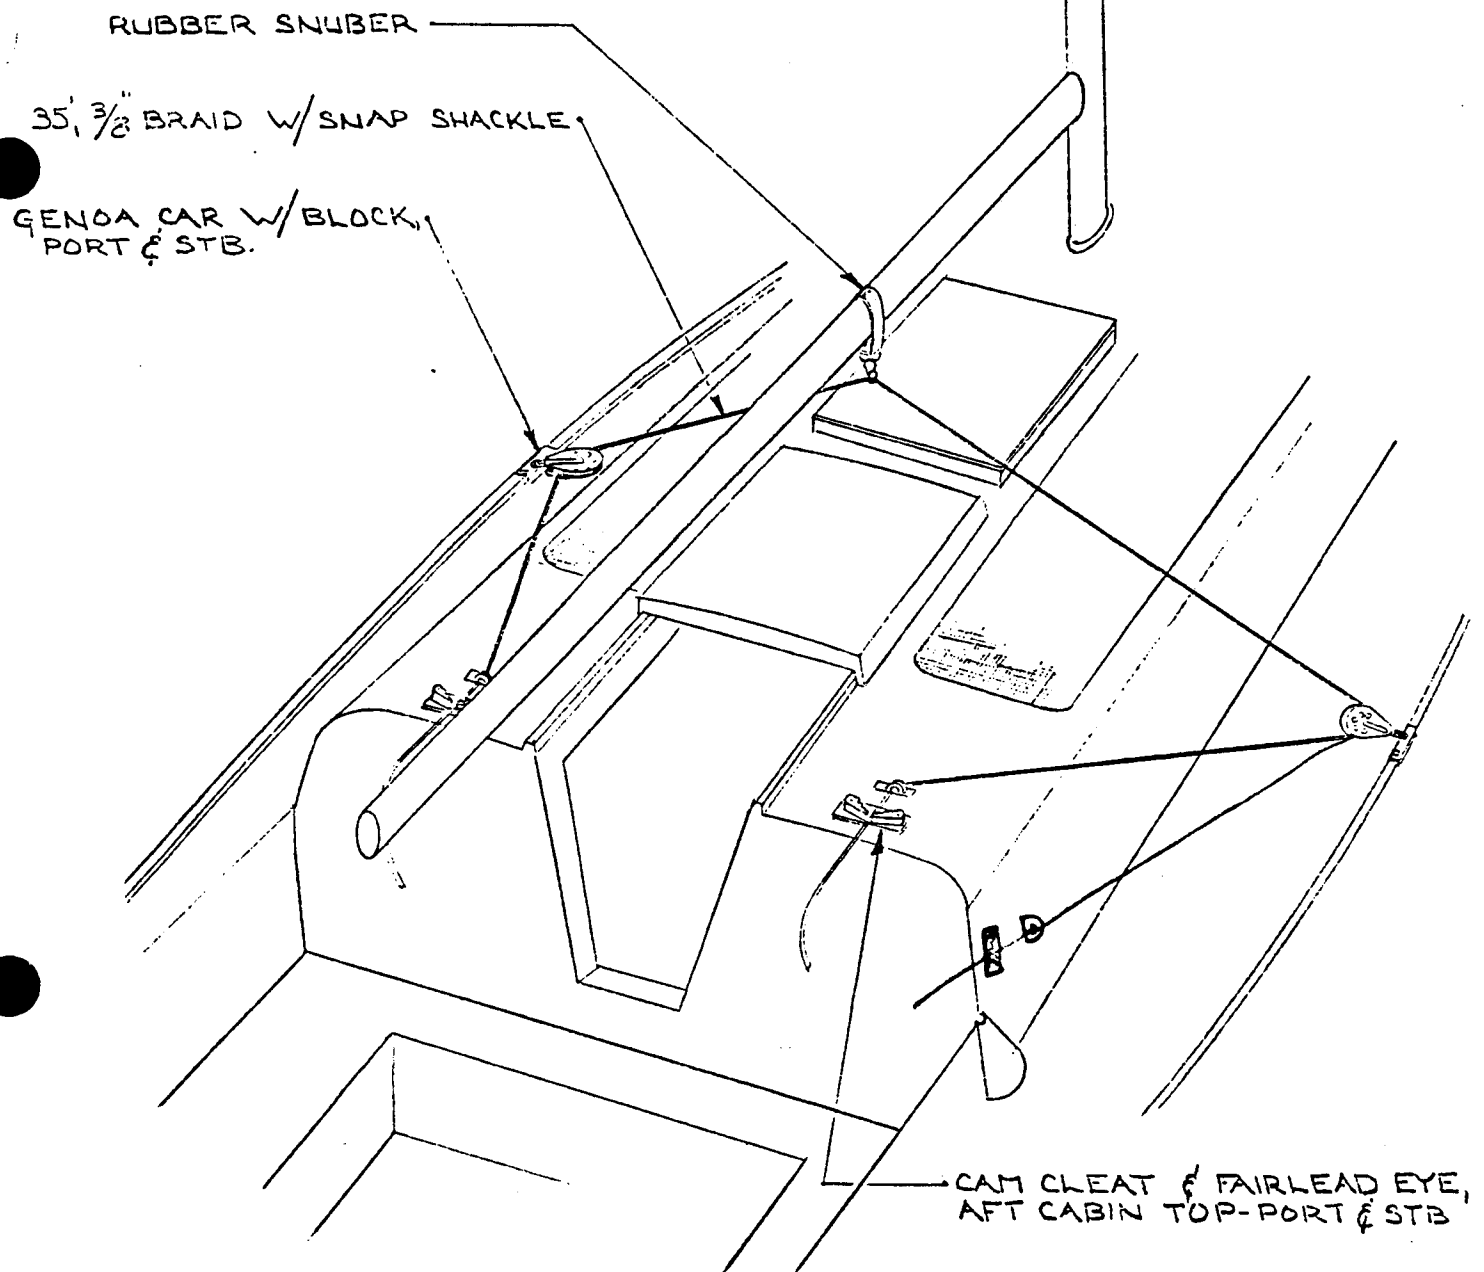 RUBBER SNUBER
35', 3/8" BRAID W/SNAP SHACKLE
GENOA CAR W/BLOCK,
PORT & STB.
CAM CLEAT & FAIRLEAD EYE,
AFT CABIN TOP-PORT & STB